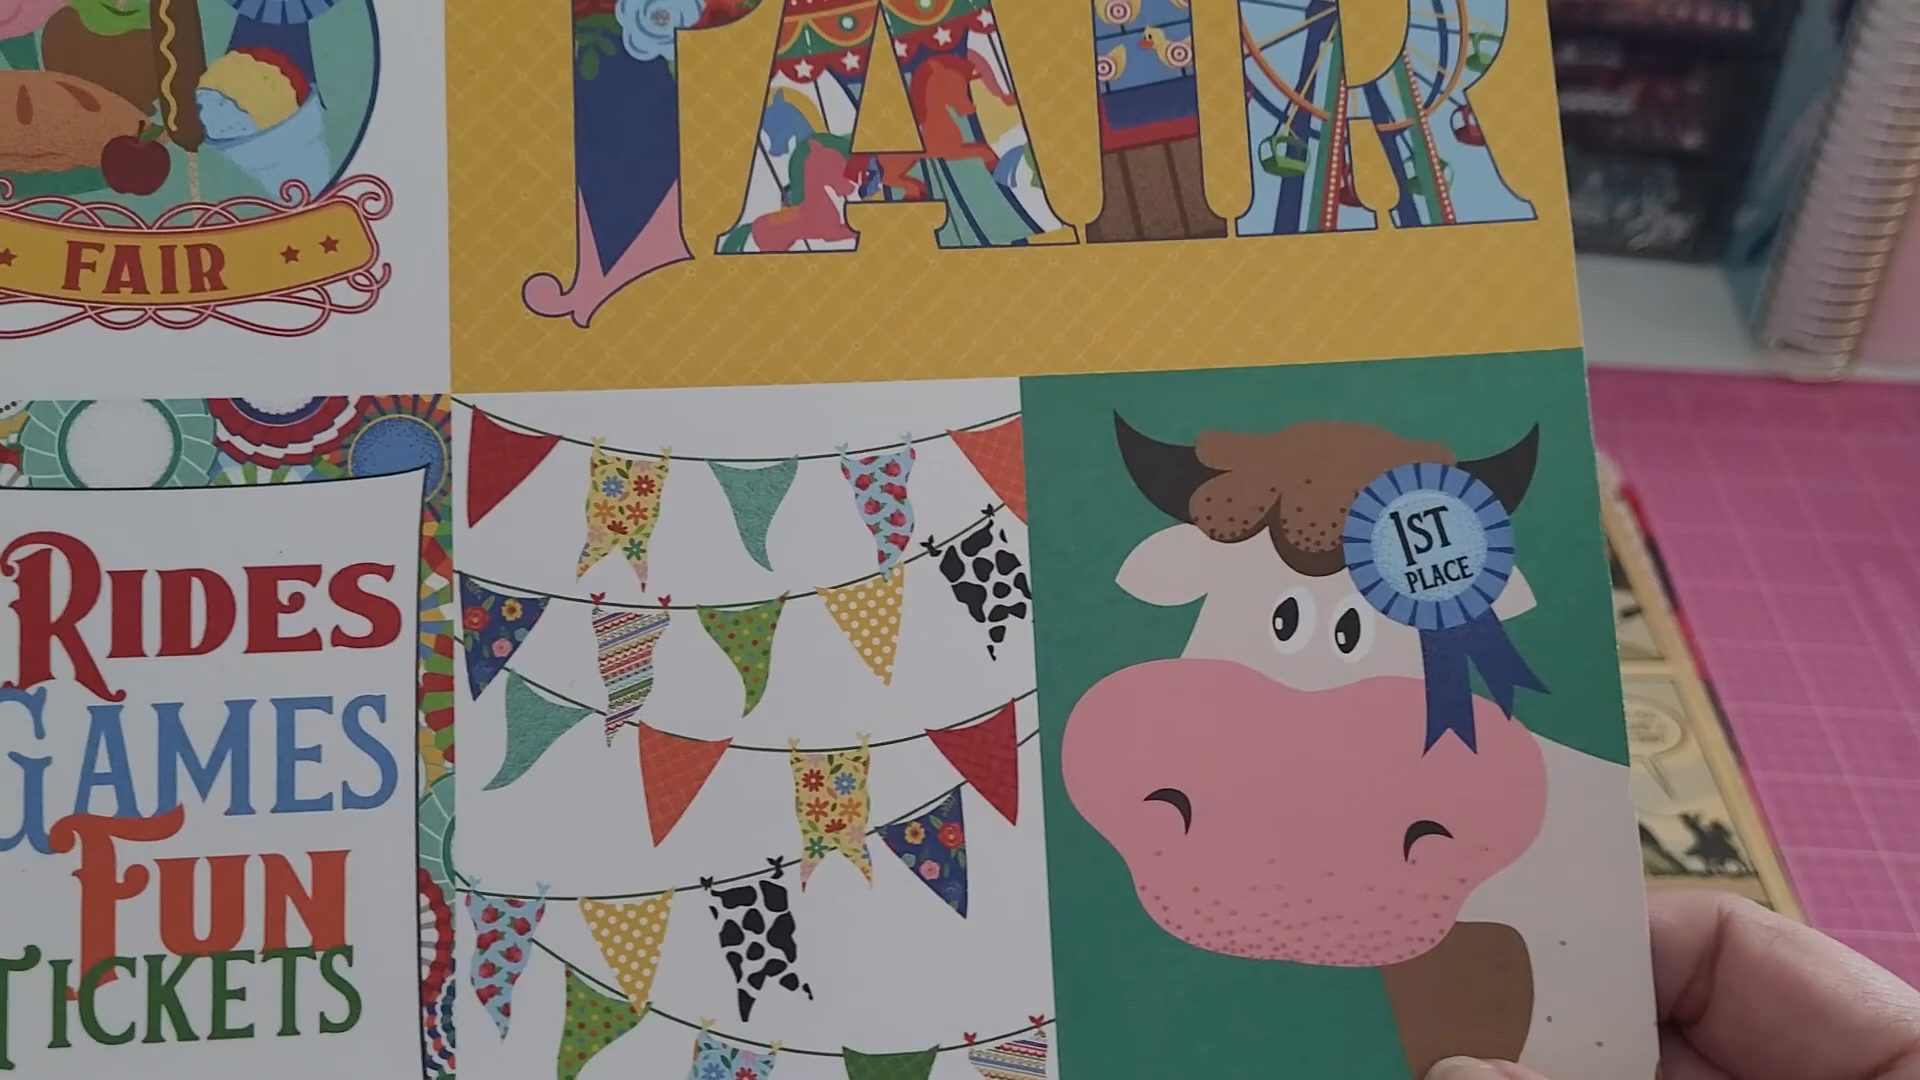 FAIR
FAIR
RIDES
GAMES
FUN
TICKETS
1ST
PLACE